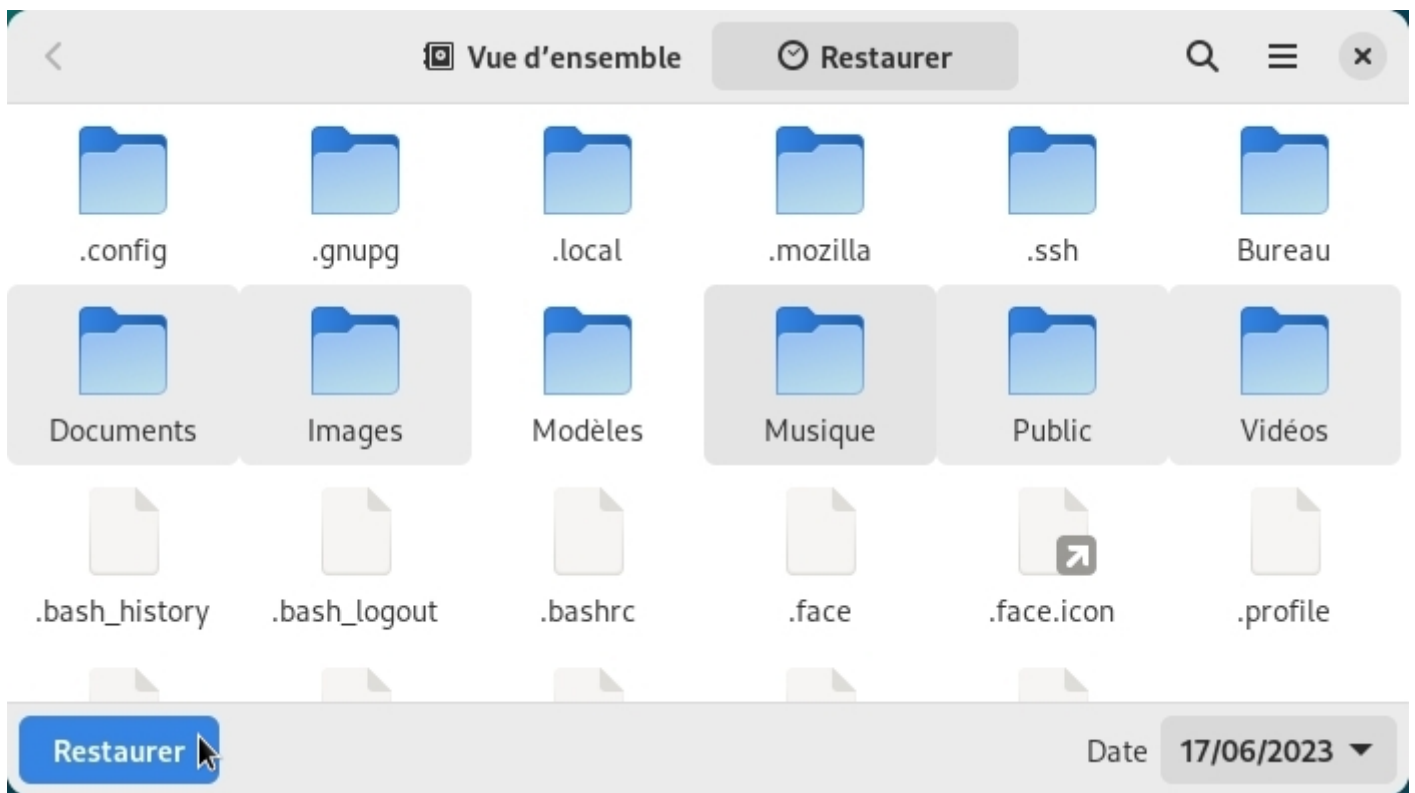 Vue d’ensemble Restaurer
.config .gnupg .local .mozilla .ssh Bureau
Documents Images Modèles Musique Public Vidéos
.bash_history .bash_logout .bashrc .face .face.icon .profile
Restaurer Date 17/06/2023